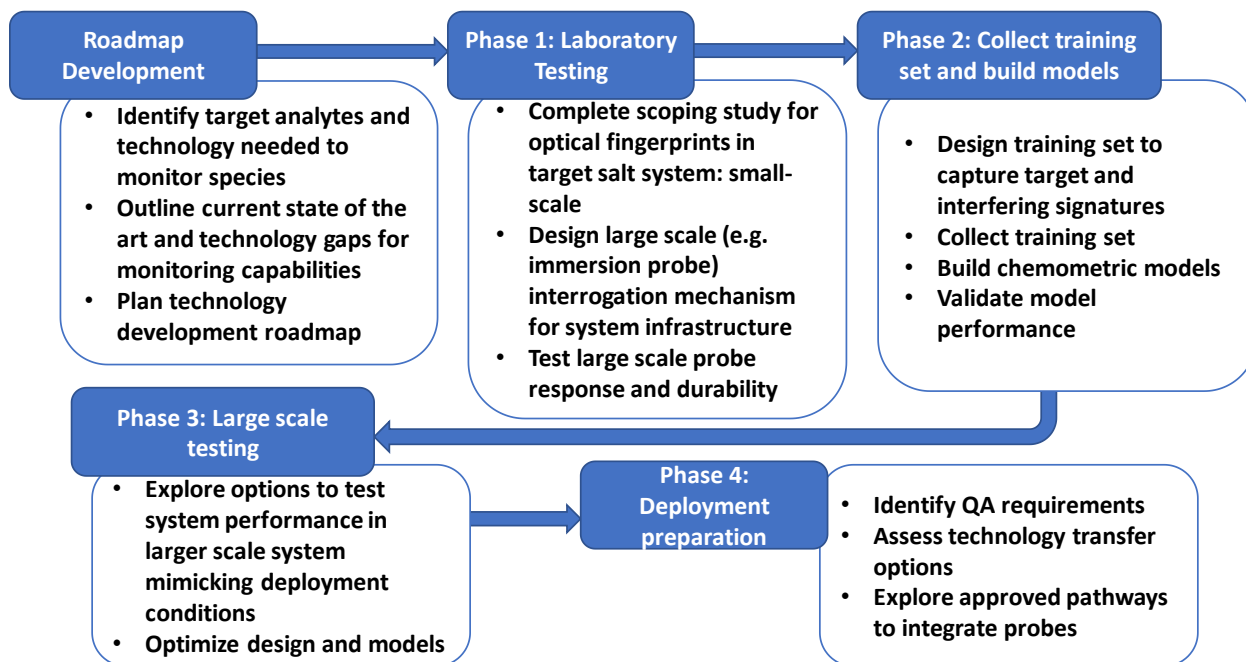 Roadmap
Development
• Identify target analytes and
technology needed to
monitor species
• Outline current state of the
art and technology gaps for
monitoring capabilities
• Plan technology
development roadmap
Phase 1: Laboratory
Testing
• Complete scoping study for
optical fingerprints in
target salt system: small-
scale
• Design large scale (e.g.
immersion probe)
interrogation mechanism
for system infrastructure
• Test large scale probe
response and durability
Phase 2: Collect training
set and build models
• Design training set to
capture target and
interfering signatures
• Collect training set
• Build chemometric models
• Validate model
performance
Phase 3: Large scale
testing
• Explore options to test
system performance in
larger scale system
mimicking deployment
conditions
• Optimize design and models
Phase 4:
Deployment
preparation
• Identify QA requirements
• Assess technology transfer
options
• Explore approved pathways
to integrate probes